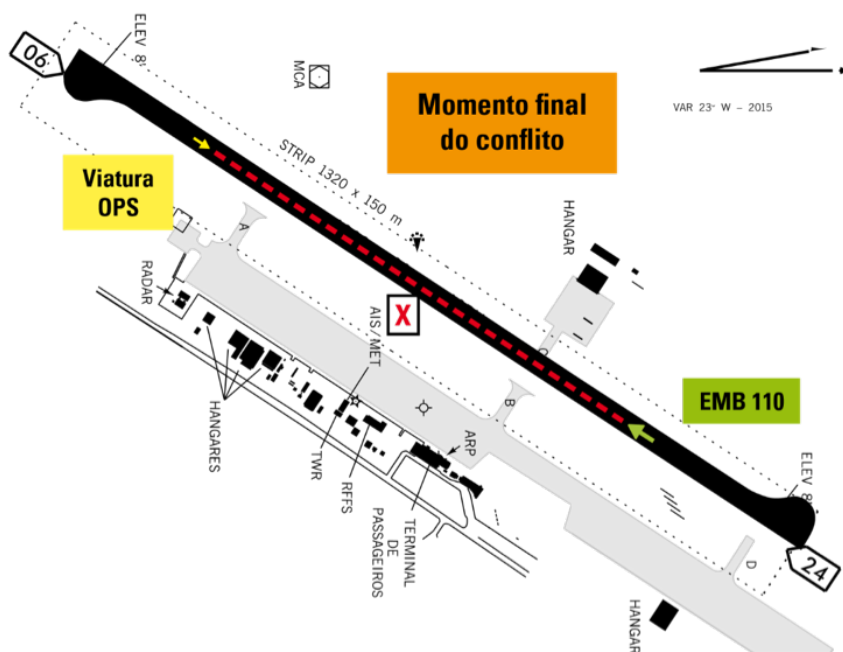 06
ELEV 8'
MCA
Momento final
do conflito
VAR 23° W – 2015
STRIP 1320 x 150 m
Viatura
OPS
HANGAR
A
RADAR
AIS/MET
X
C
B
EMB 110
HANGARES
TWR
RFFS
ARP
TERMINAL
DE
PASSAGEIROS
ELEV 8'
24
D
HANGAR